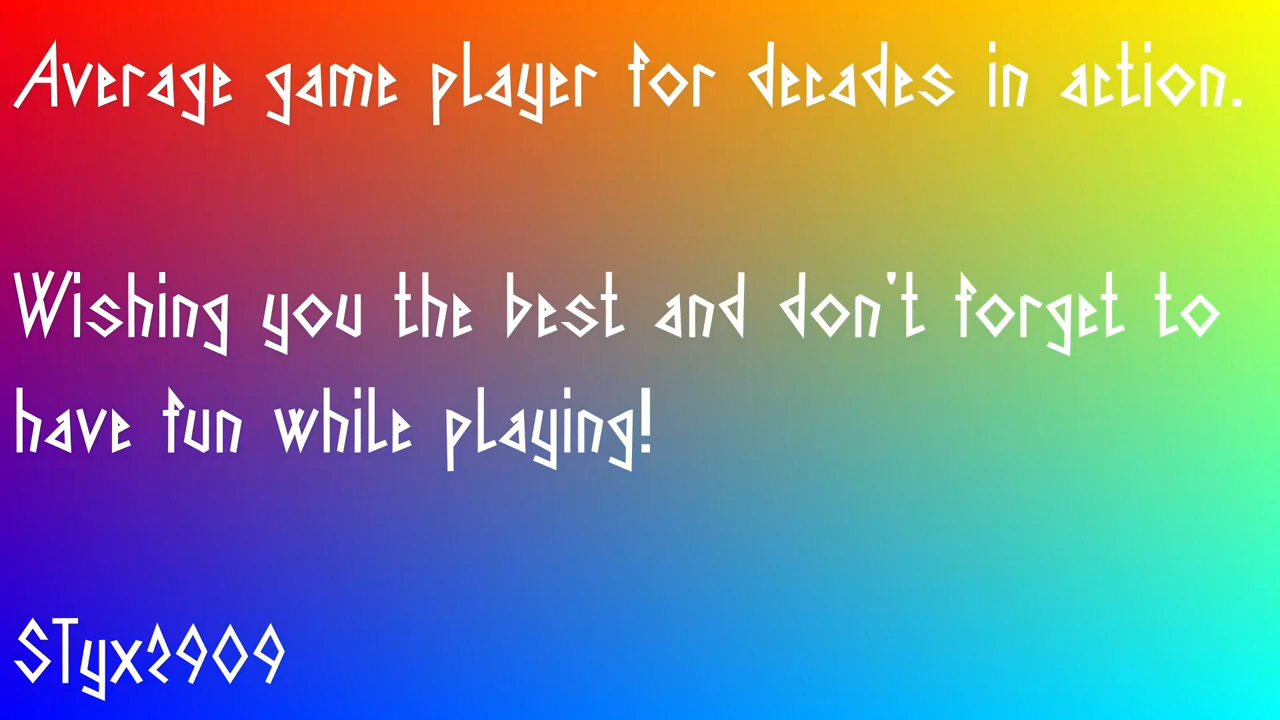 Average game player for decades in action.
Wishing you the best and don't forget to
have fun while playing!
STyx2909